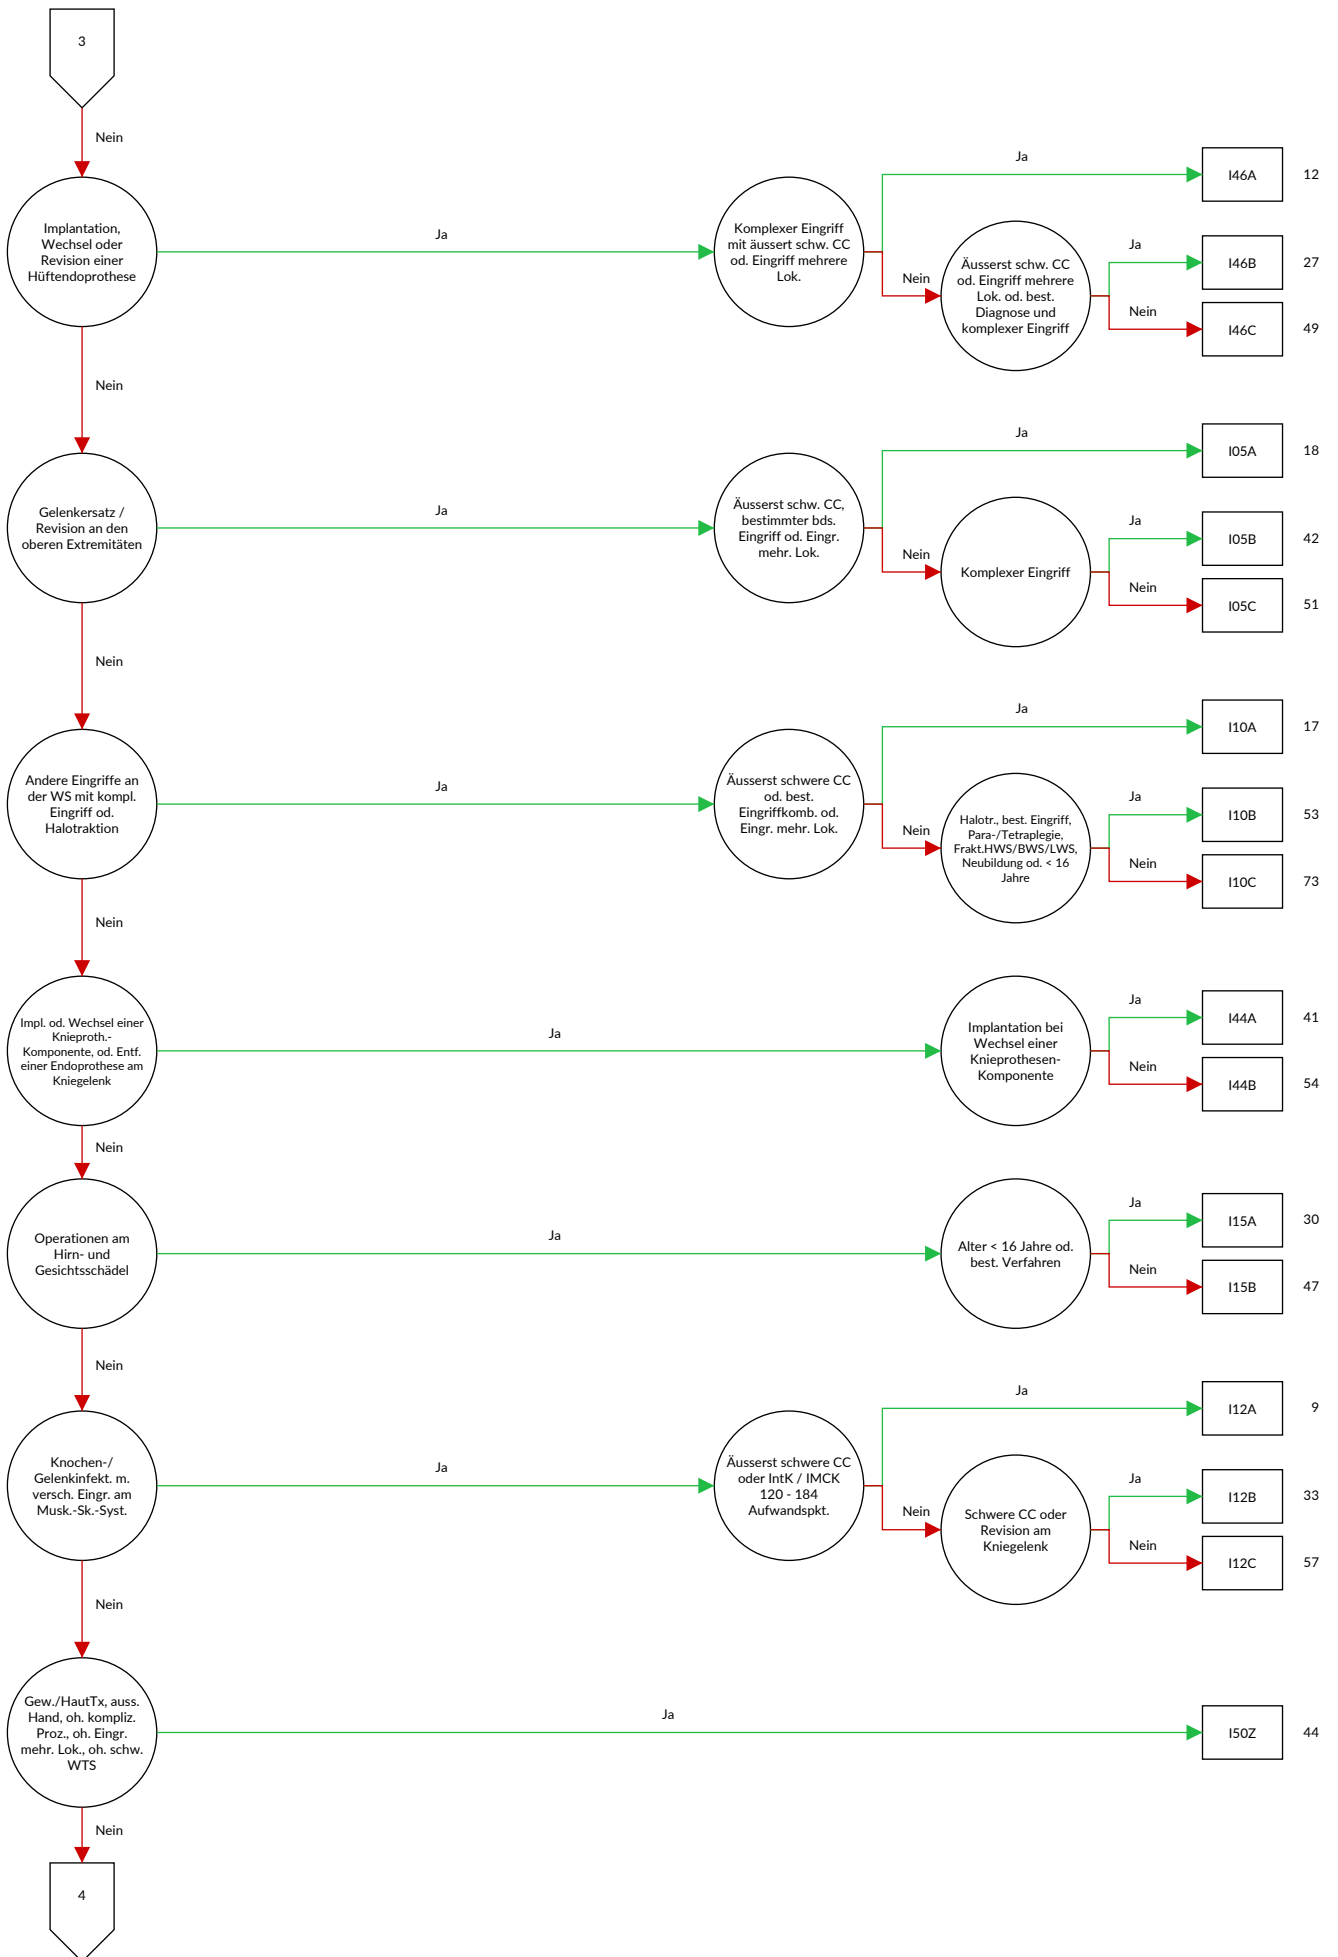 3
Nein
Implantation,
Wechsel oder
Revision einer
Hüftendoprothese
Ja
Komplexer Eingriff
mit äussert schw. CC
od. Eingriff mehrere
Lok.
Ja
I46A
12
Nein
Äusserst schw. CC
od. Eingriff mehrere
Lok. od. best.
Diagnose und
komplexer Eingriff
Ja
I46B
27
Nein
I46C
49
Nein
Gelenkersatz /
Revision an den
oberen Extremitäten
Ja
Äusserst schw. CC,
bestimmter bds.
Eingriff od. Eingr.
mehr. Lok.
Ja
I05A
18
Nein
Komplexer Eingriff
Ja
I05B
42
Nein
I05C
51
Nein
Andere Eingriffe an
der WS mit kompl.
Eingriff od.
Halotraktion
Ja
Äusserst schwere CC
od. best.
Eingriffkomb. od.
Eingr. mehr. Lok.
Ja
I10A
17
Nein
Halotr., best. Eingriff,
Para-/Tetraplegie,
Frakt.HWS/BWS/LWS,
Neubildung od. < 16
Jahre
Ja
I10B
53
Nein
I10C
73
Nein
Impl. od. Wechsel einer
Knieproth.-
Komponente, od. Entf.
einer Endoprothese am
Kniegelenk
Ja
Implantation bei
Wechsel einer
Knieprothesen-
Komponente
Ja
I44A
41
Nein
I44B
54
Nein
Operationen am
Hirn- und
Gesichtsschädel
Ja
Alter < 16 Jahre od.
best. Verfahren
Ja
I15A
30
Nein
I15B
47
Nein
Knochen-/
Gelenkinfekt. m.
versch. Eingr. am
Musk.-Sk.-Syst.
Ja
Äusserst schwere CC
oder IntK / IMCK
120 - 184
Aufwandspkt.
Ja
I12A
9
Nein
Schwere CC oder
Revision am
Kniegelenk
Ja
I12B
33
Nein
I12C
57
Nein
Gew./HautTx, auss.
Hand, oh. kompliz.
Proz., oh. Eingr.
mehr. Lok., oh. schw.
WTS
Ja
I50Z
44
Nein
4